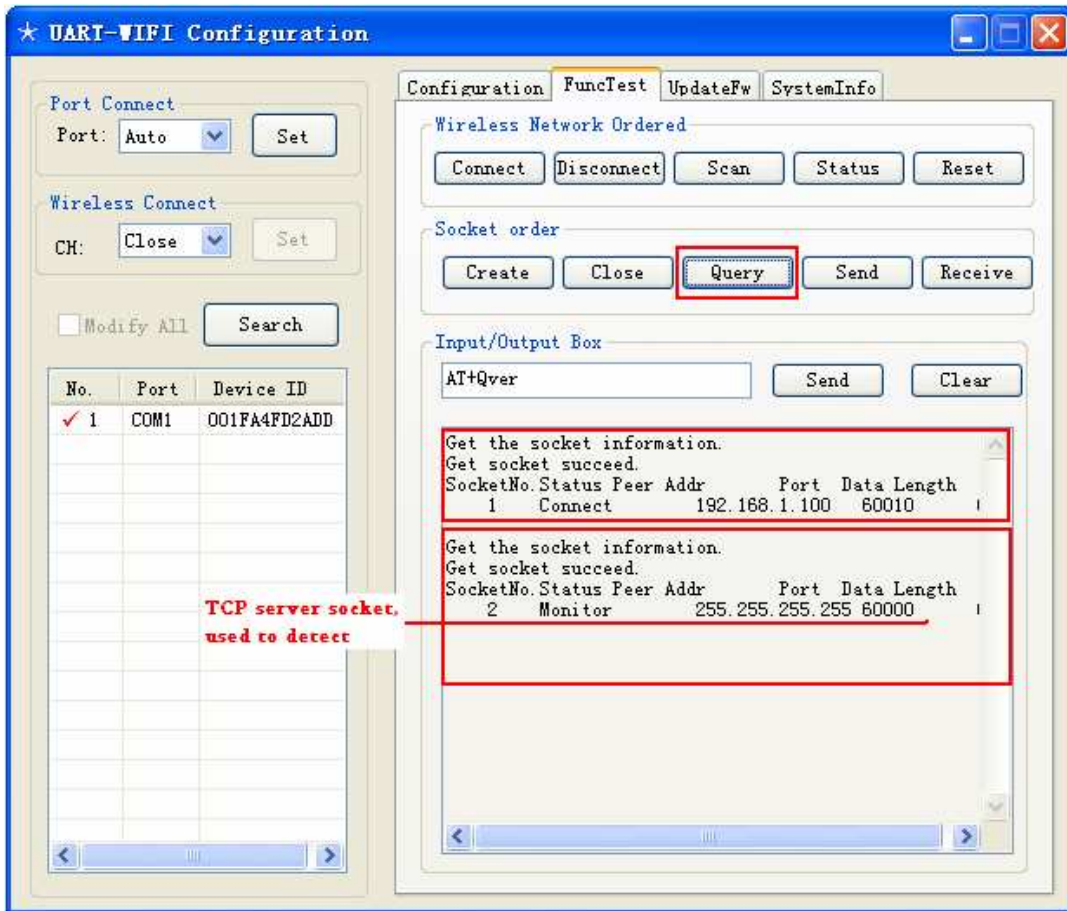 UART-WIFI Configuration
Port Connect
Port: Auto Set
Wireless Connect
CH: Close Set
Modify All Search
No. Port Device ID
1 COM1 001FA4FD2ADD
Configuration FuncTest UpdateFw SystemInfo
Wireless Network Ordered
Connect Disconnect Scan Status Reset
Socket order
Create Close Query Send Receive
Input/Output Box
AT+Qver Send Clear
Get the socket information.
Get socket succeed.
SocketNo. Status Peer Addr Port Data Length
1 Connect 192.168.1.100 60010
Get the socket information.
Get socket succeed.
SocketNo. Status Peer Addr Port Data Length
2 Monitor 255.255.255.255 60000
TCP server socket,
used to detect